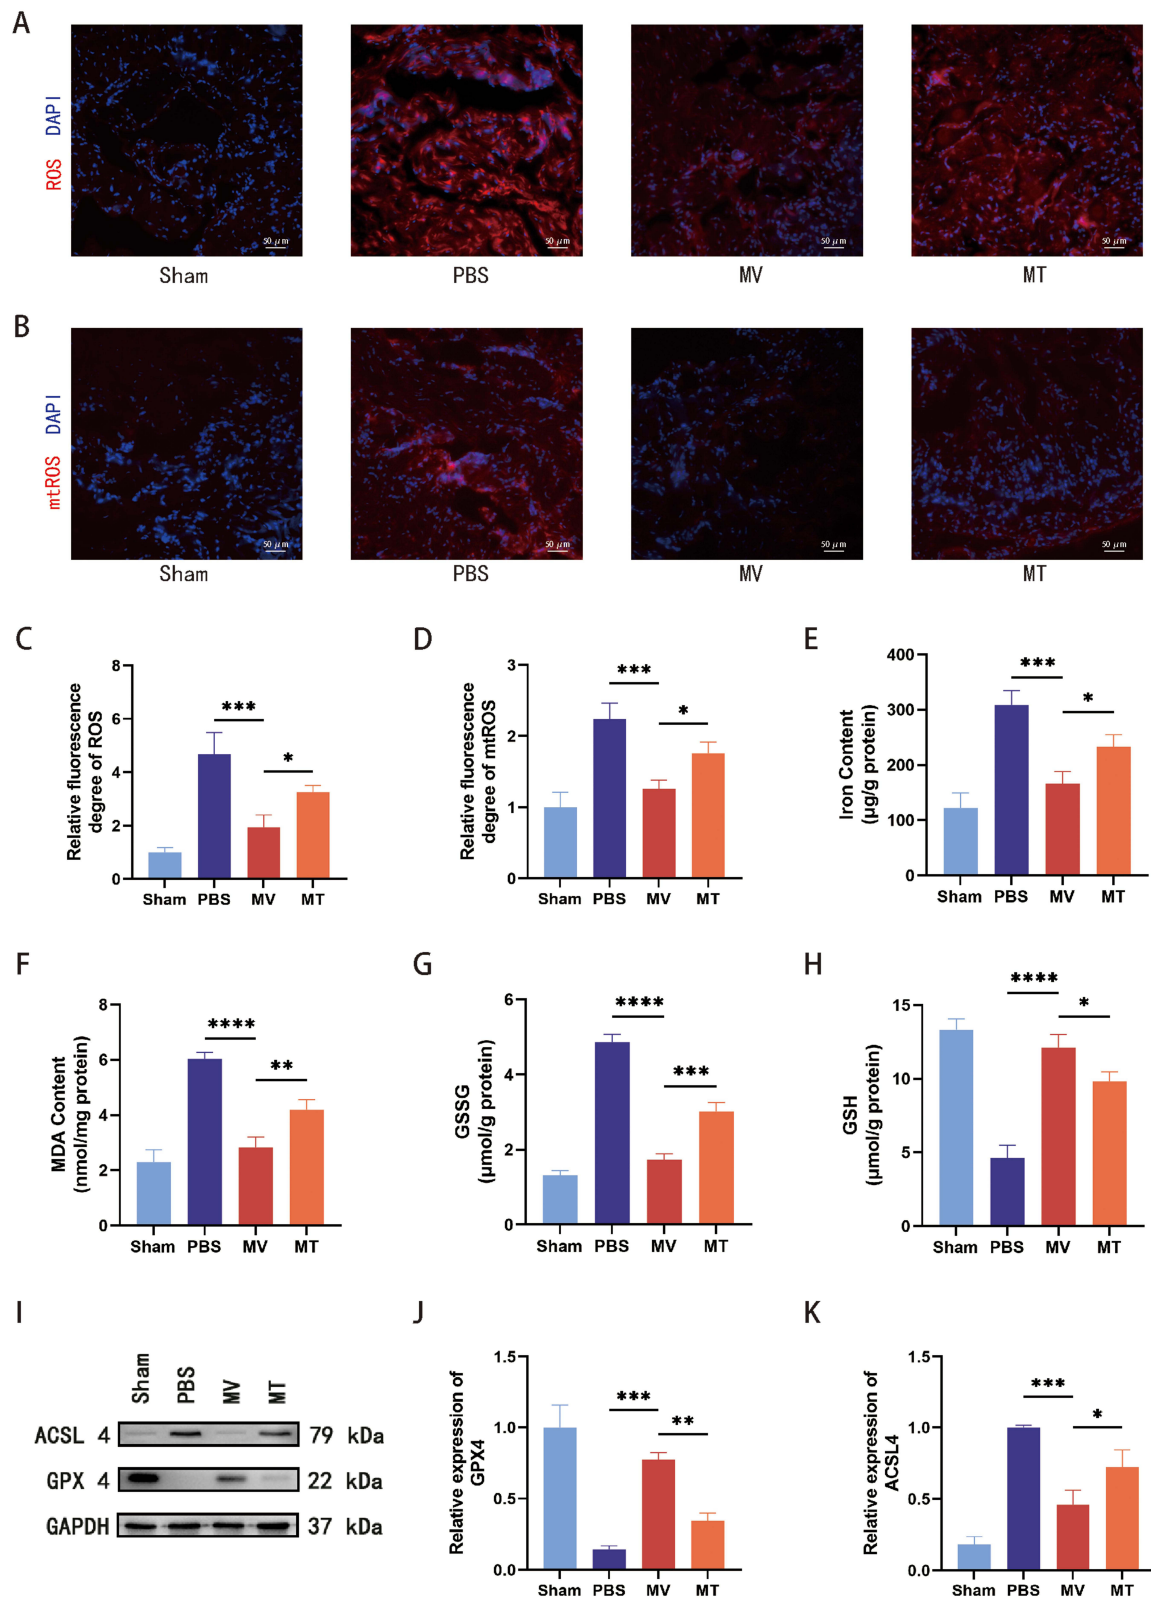 A
ROS DAPI
50 μm
50 μm
50 μm
50 μm
Sham
PBS
MV
MT
B
mtROS DAPI
50 μm
50 μm
50 μm
50 μm
Sham
PBS
MV
MT
C
Relative fluorescence
degree of ROS
8
6
4
2
0
***
*
Sham PBS MV MT
D
Relative fluorescence
degree of mtROS
3
2
1
0
***
*
Sham PBS MV MT
E
Iron Content
(μg/g protein)
400
300
200
100
0
***
*
Sham PBS MV MT
F
MDA Content
(nmol/mg protein)
8
6
4
2
0
****
**
Sham PBS MV MT
G
GSSG
(μmol/g protein)
6
4
2
0
****
***
Sham PBS MV MT
H
GSH
(μmol/g protein)
15
10
5
0
****
*
Sham PBS MV MT
I
Sham PBS MV MT
ACSL 4 79 kDa
GPX 4 22 kDa
GAPDH 37 kDa
J
Relative expression of
GPX4
1.5
1.0
0.5
0.0
***
**
Sham PBS MV MT
K
Relative expression of
ACSL4
1.5
1.0
0.5
0.0
***
*
Sham PBS MV MT